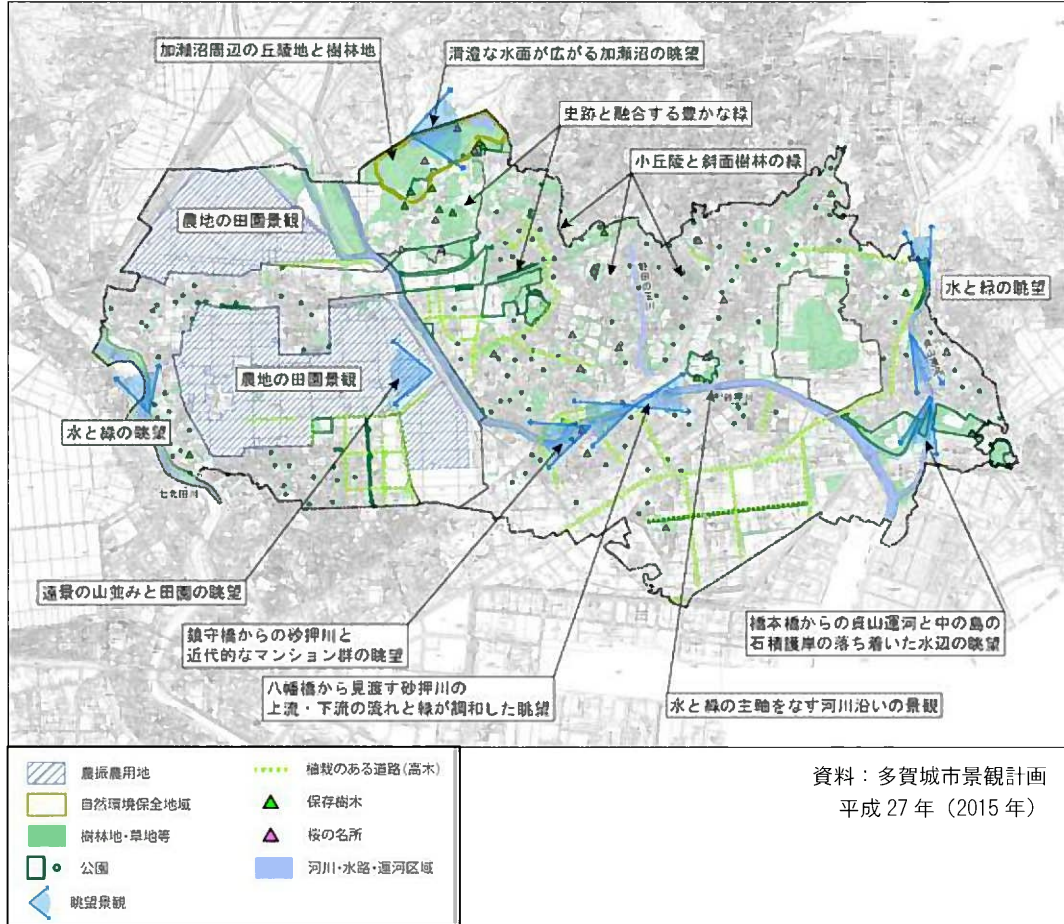 加瀬沼周辺の丘陵地と樹林地
清澄な水面が広がる加瀬沼の眺望
史跡と融合する豊かな緑
小丘陵と斜面樹林の緑
農地の田園景観
水と緑の眺望
農地の田園景観
水と緑の眺望
砂押川
七北田川
遠景の山並みと田園の眺望
鎮守橋からの砂押川と
近代的なマンション群の眺望
八幡橋から見渡す砂押川の
上流・下流の流れと緑が調和した眺望
橋本橋からの貞山運河と中の島の
石積護岸の落ち着いた水辺の眺望
水と緑の主軸をなす河川沿いの景観
農振農用地
自然環境保全地域
樹林地・草地等
公園
眺望景観
植栽のある道路(高木)
保存樹木
桜の名所
河川・水路・運河区域
資料：多賀城市景観計画
平成 27 年（2015 年）